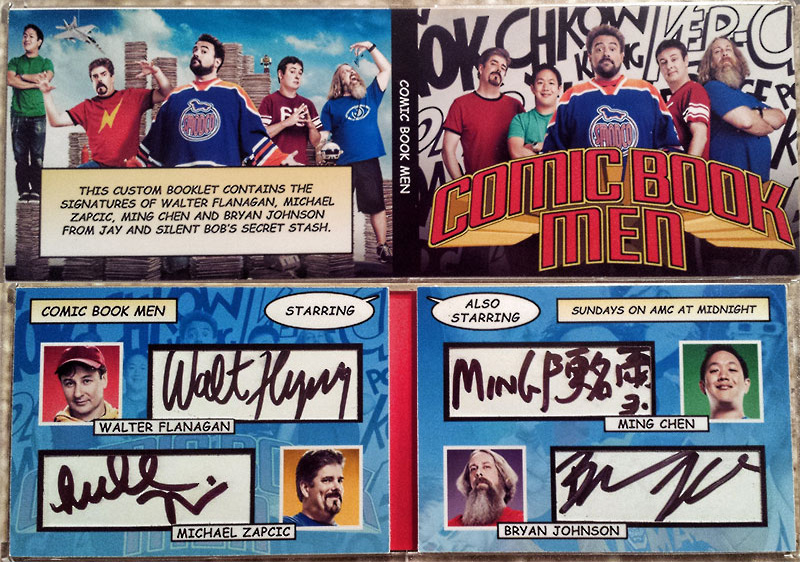 THIS CUSTOM BOOKLET CONTAINS THE
SIGNATURES OF WALTER FLANAGAN, MICHAEL
ZAPCIC, MING CHEN AND BRYAN JOHNSON
FROM JAY AND SILENT BOB'S SECRET STASH.
COMIC BOOK MEN
SMODCO
COMIC BOOK
MEN
COMIC BOOK MEN
STARRING
Walt Flanagan
WALTER FLANAGAN
MICHAEL ZAPCIC
ALSO
STARRING
SUNDAYS ON AMC AT MIDNIGHT
MING
MING CHEN
BRYAN JOHNSON